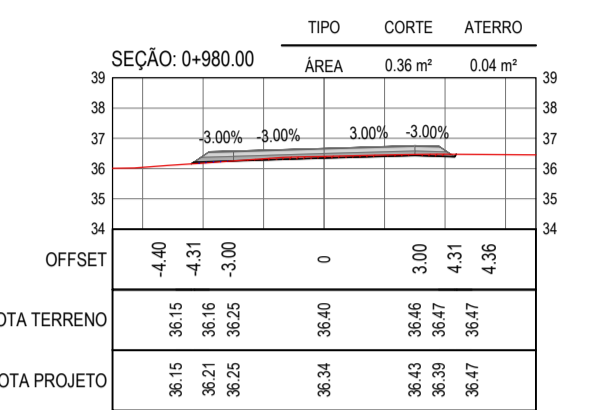 TIPO CORTE ATERRO
SEÇÃO: 0+980.00
ÁREA 0.36 m² 0.04 m²
39 39
38 38
37 -3.00% -3.00% 3.00% -3.00% 37
36 36
35 35
34 34
OFFSET -4.40 -4.31 -3.00 0 3.00 4.31 4.36
OTA TERRENO 36.15 36.16 36.25 36.40 36.46 36.47 36.47
OTA PROJETO 36.15 36.21 36.25 36.34 36.43 36.39 36.47